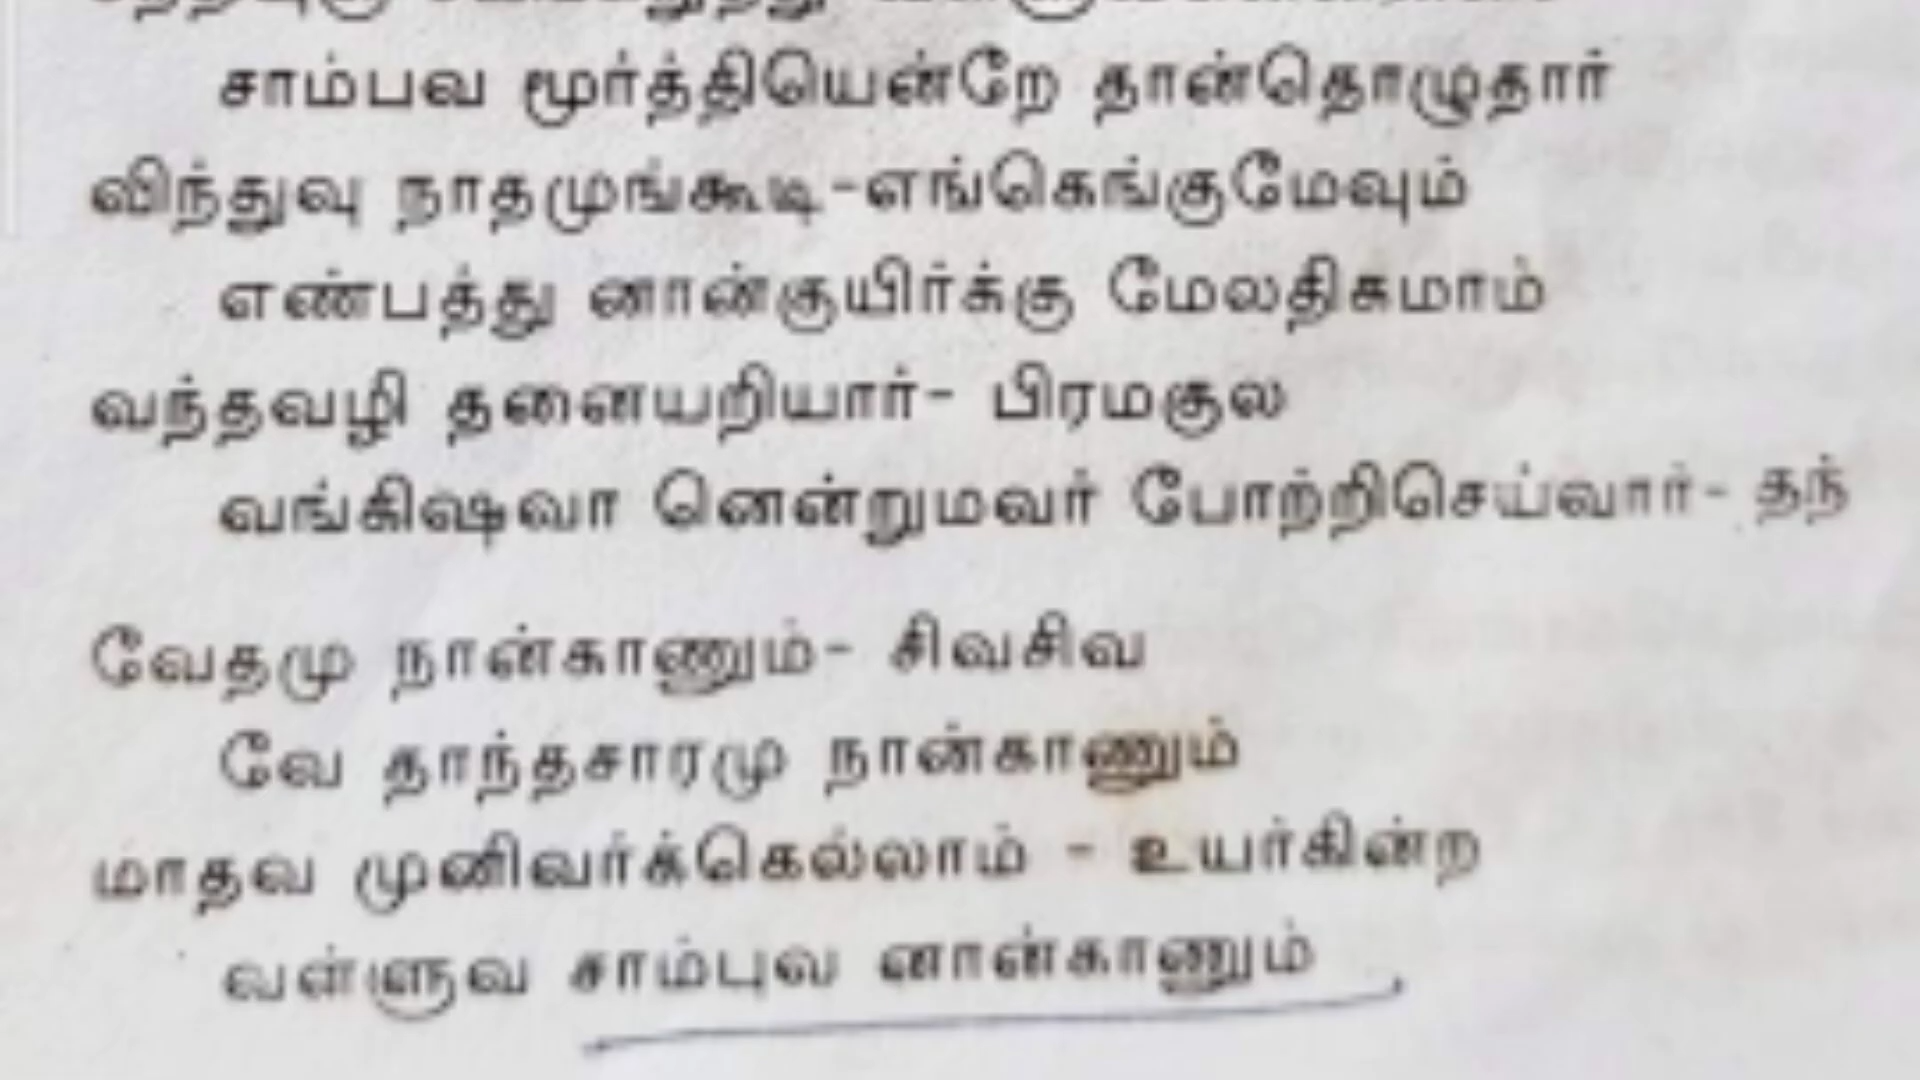 சாம்பவ மூர்த்தியென்றே தான்தொழுதார்
விந்துவு நாதமுங்கூடி-எங்கெங்குமேவும்
எண்பத்து னான்குயிர்க்கு மேலதிகமாம்
வந்தவழி தனையறியார்- பிரமகுல
வங்கிஷவா னென்றுமவர் போற்றிசெய்வார்- தந்
வேதமு நான்காணும்- சிவசிவ
வே தாந்தசாரமு நான்காணும்
மாதவ முனிவர்க்கெல்லாம் - உயர்கின்ற
வள்ளுவ சாம்புவ னான்காணும்